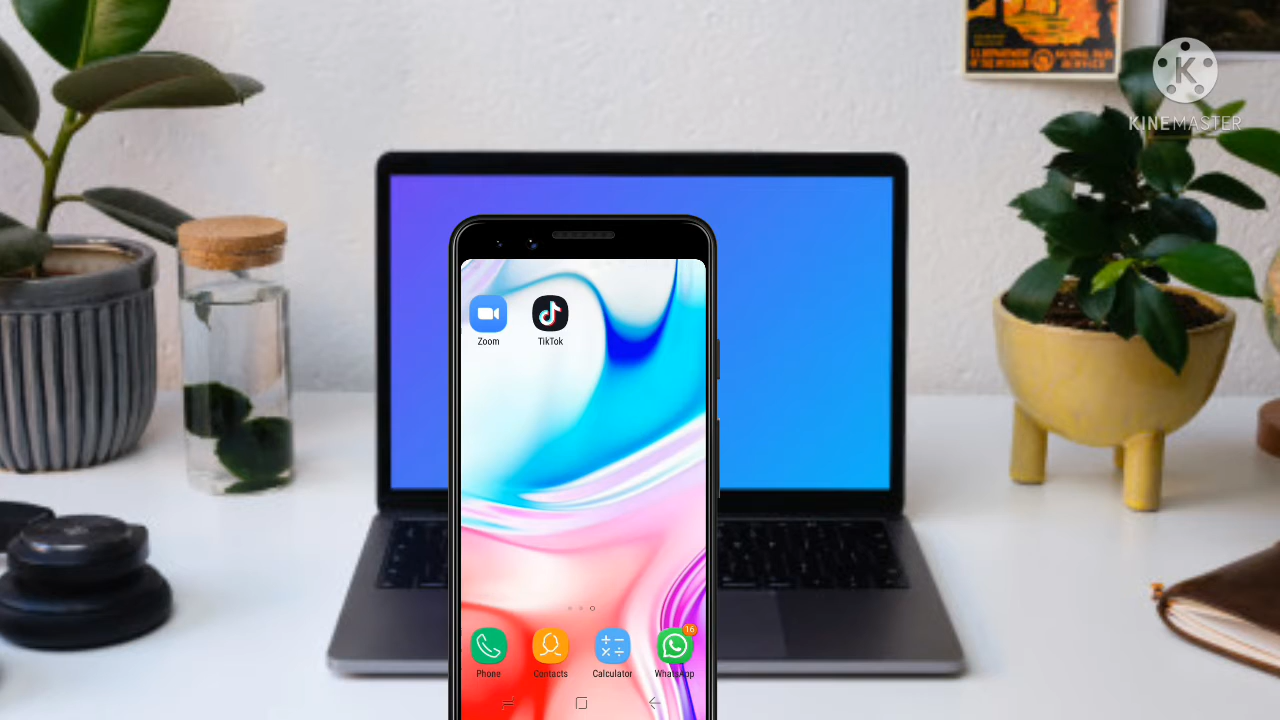 KINEMASTER
Zoom
TikTok
16
Phone
Contacts
Calculator
WhatsApp